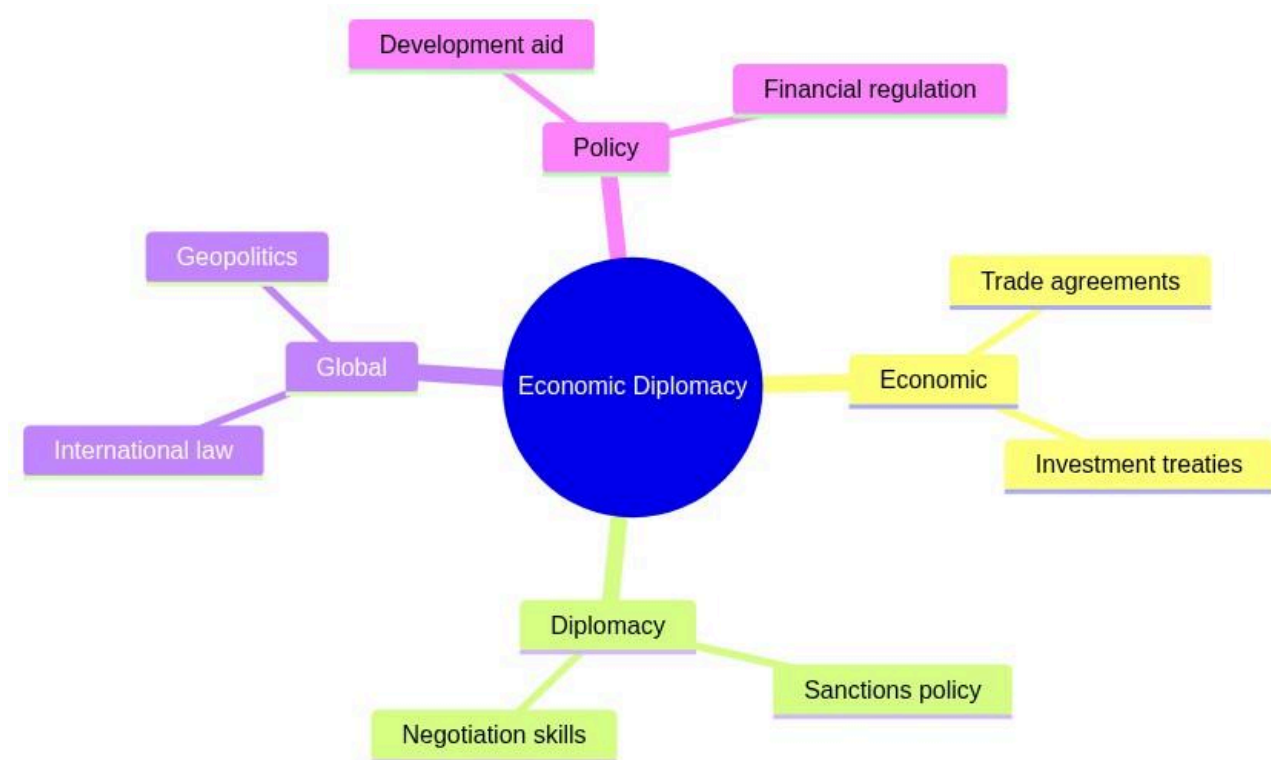 Development aid
Financial regulation
Policy
Geopolitics
Trade agreements
Global
Economic
Economic Diplomacy
International law
Investment treaties
Diplomacy
Sanctions policy
Negotiation skills